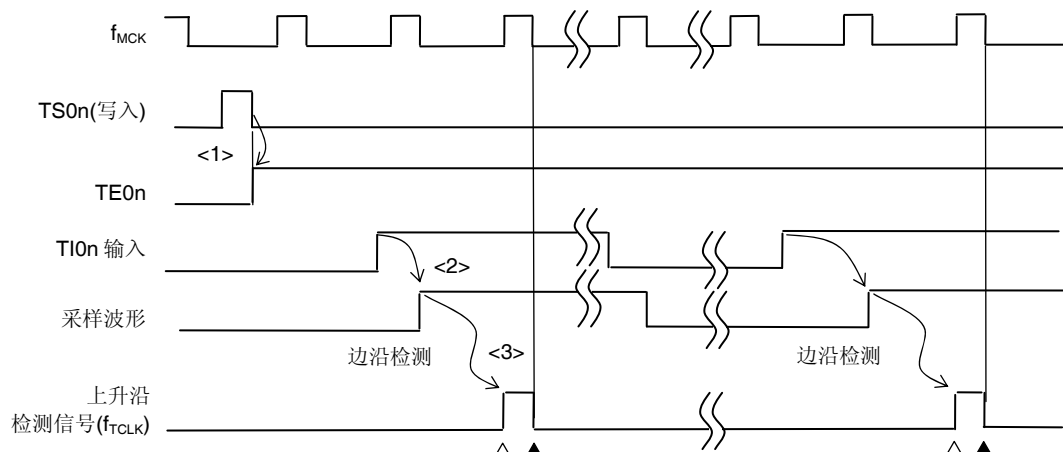 fMCK
TS0n(写入)
<1>
TE0n
TI0n 输入
<2>
采样波形
边沿检测
<3>
边沿检测
上升沿
检测信号(fTCLK)